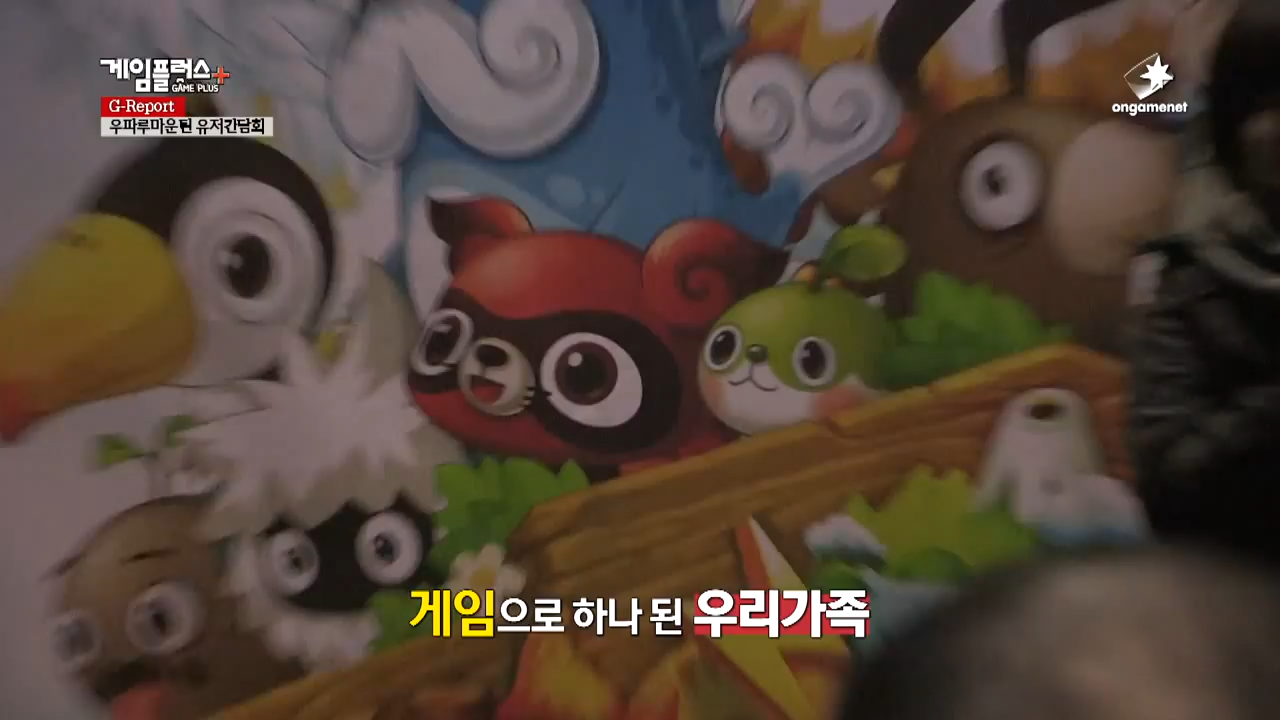 게임플러스+
GAME PLUS
G-Report
우파루마운틴 유저간담회
ongamenet
게임으로 하나 된 우리가족